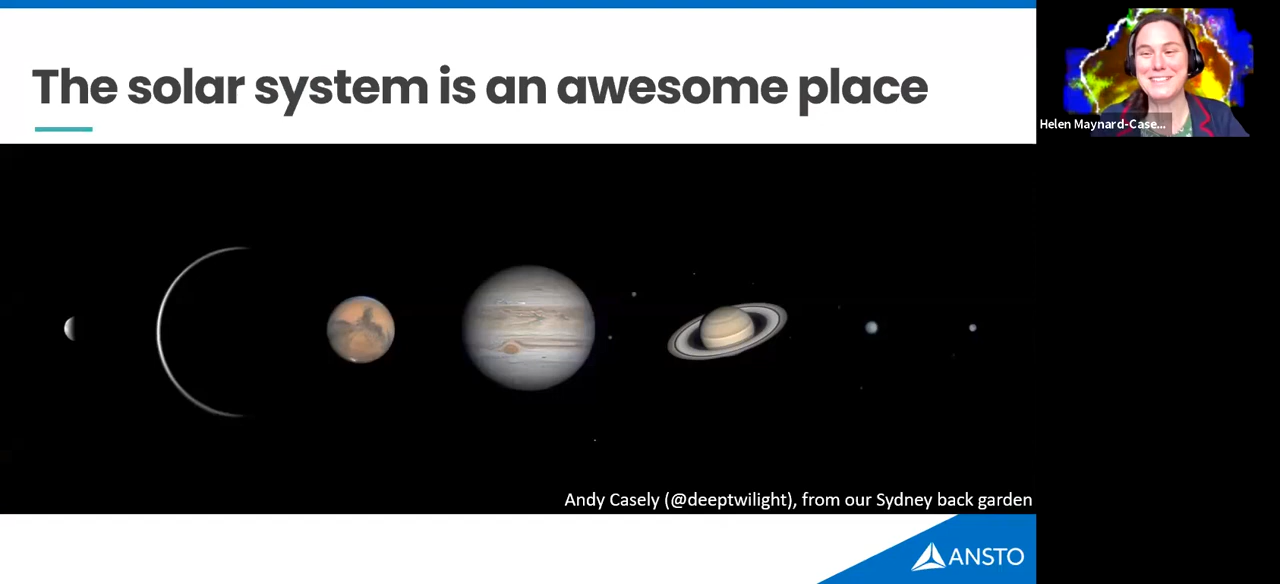 The solar system is an awesome place
Helen Maynard-Case...
Andy Casely (@deeptwilight), from our Sydney back garden
ANSTO